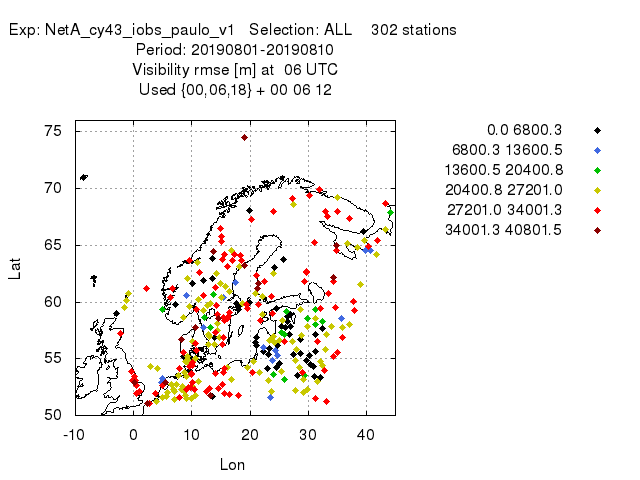 Exp: NetA_cy43_iobs_paulo_v1 Selection: ALL 302 stations
Period: 20190801-20190810
Visibility rmse [m] at 06 UTC
Used {00,06,18} + 00 06 12
0.0 6800.3
6800.3 13600.5
13600.5 20400.8
20400.8 27201.0
27201.0 34001.3
34001.3 40801.5
75
70
65
60
55
50
Lat
-10 0 10 20 30 40
Lon